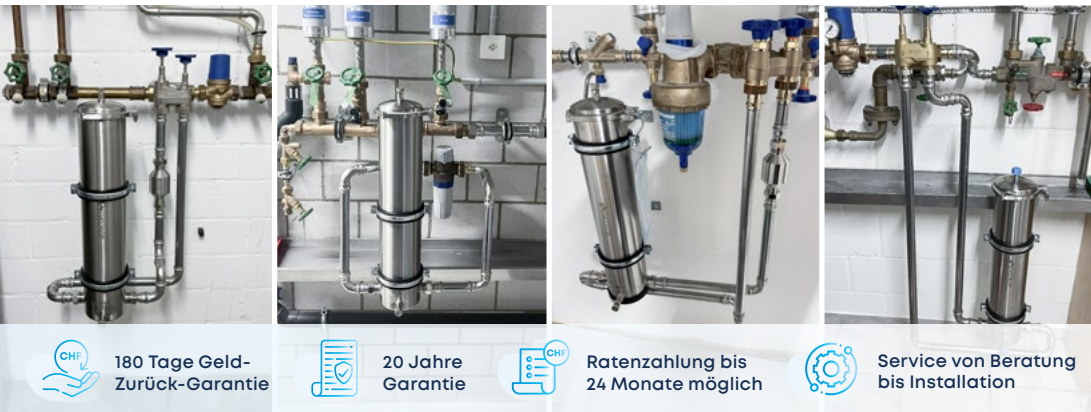 CHF
180 Tage Geld-
Zurück-Garantie
20 Jahre
Garantie
CHF
Ratenzahlung bis
24 Monate möglich
Service von Beratung
bis Installation